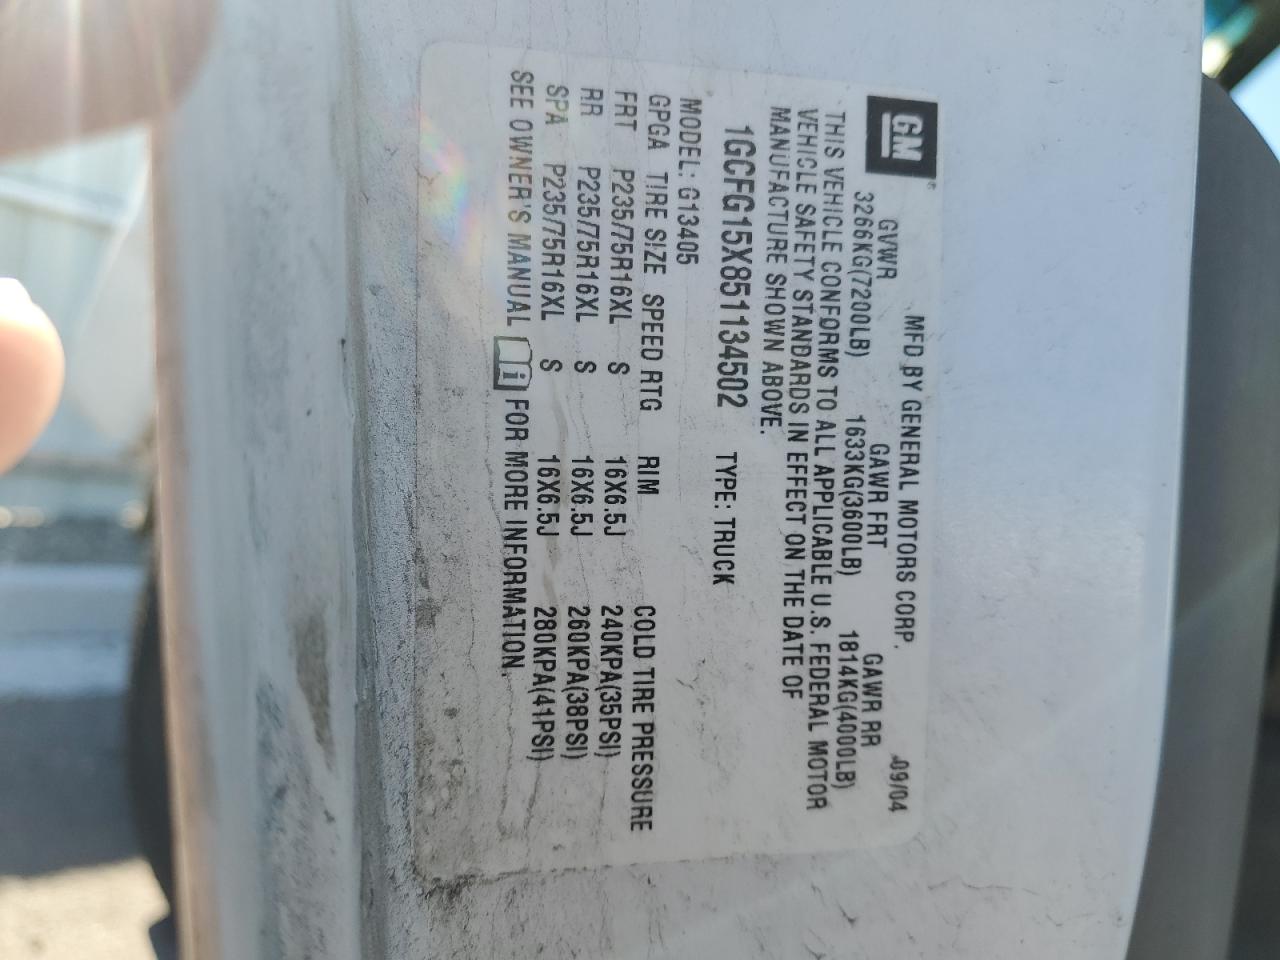 GM
MFD BY GENERAL MOTORS CORP. 09/04
GVWR GAWR FRT GAWR RR
3266KG(7200LB) 1633KG(3600LB) 1814KG(4000LB)
THIS VEHICLE CONFORMS TO ALL APPLICABLE U.S. FEDERAL MOTOR
VEHICLE SAFETY STANDARDS IN EFFECT ON THE DATE OF
MANUFACTURE SHOWN ABOVE.
1GCFG15X851134502 TYPE: TRUCK
MODEL: G13405
GPGA TIRE SIZE SPEED RTG RIM COLD TIRE PRESSURE
FRT P235/75R16XL S 16X6.5J 240KPA(35PSI)
RR P235/75R16XL S 16X6.5J 260KPA(38PSI)
SPA P235/75R16XL S 16X6.5J 280KPA(41PSI)
SEE OWNER'S MANUAL i FOR MORE INFORMATION.